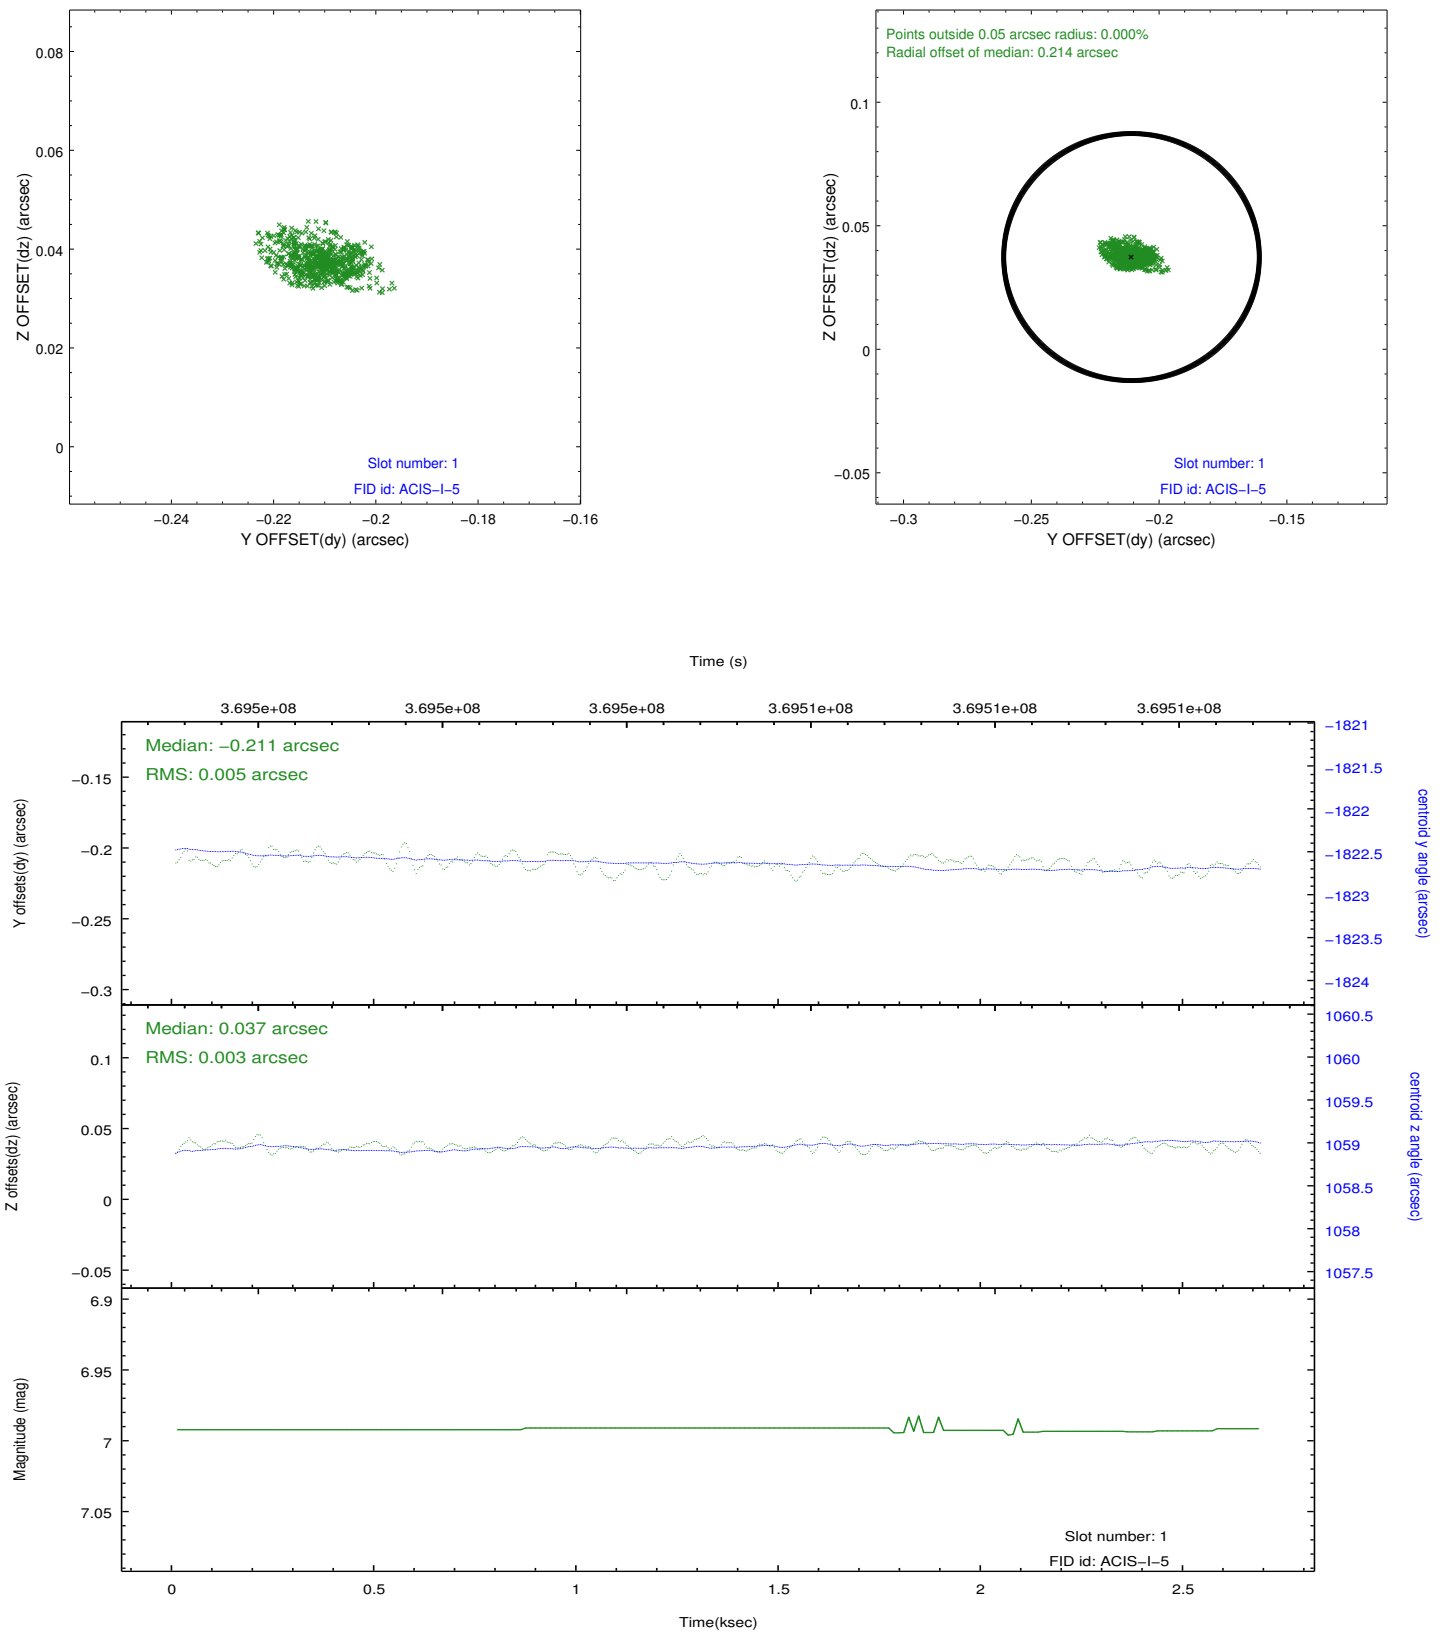 0.08
0.06
0.04
0.02
0
−0.24
−0.22
−0.2
−0.18
−0.16
Z OFFSET(dz) (arcsec)
Y OFFSET(dy) (arcsec)
Slot number: 1
FID id: ACIS−I−5
Points outside 0.05 arcsec radius: 0.000%
Radial offset of median: 0.214 arcsec
0.1
0.05
0
−0.05
−0.3
−0.25
−0.2
−0.15
Z OFFSET(dz) (arcsec)
Y OFFSET(dy) (arcsec)
Slot number: 1
FID id: ACIS−I−5
Time (s)
3.695e+08
3.695e+08
3.695e+08
3.6951e+08
3.6951e+08
3.6951e+08
Median: −0.211 arcsec
RMS: 0.005 arcsec
−0.15
−0.2
−0.25
−0.3
Y offsets(dy) (arcsec)
−1821
−1821.5
−1822
−1822.5
−1823
−1823.5
−1824
centroid y angle (arcsec)
Median: 0.037 arcsec
RMS: 0.003 arcsec
0.1
0.05
0
−0.05
Z offsets(dz) (arcsec)
1060.5
1060
1059.5
1059
1058.5
1058
1057.5
centroid z angle (arcsec)
6.9
6.95
7
7.05
Magnitude (mag)
Slot number: 1
FID id: ACIS−I−5
0
0.5
1
1.5
2
2.5
Time(ksec)